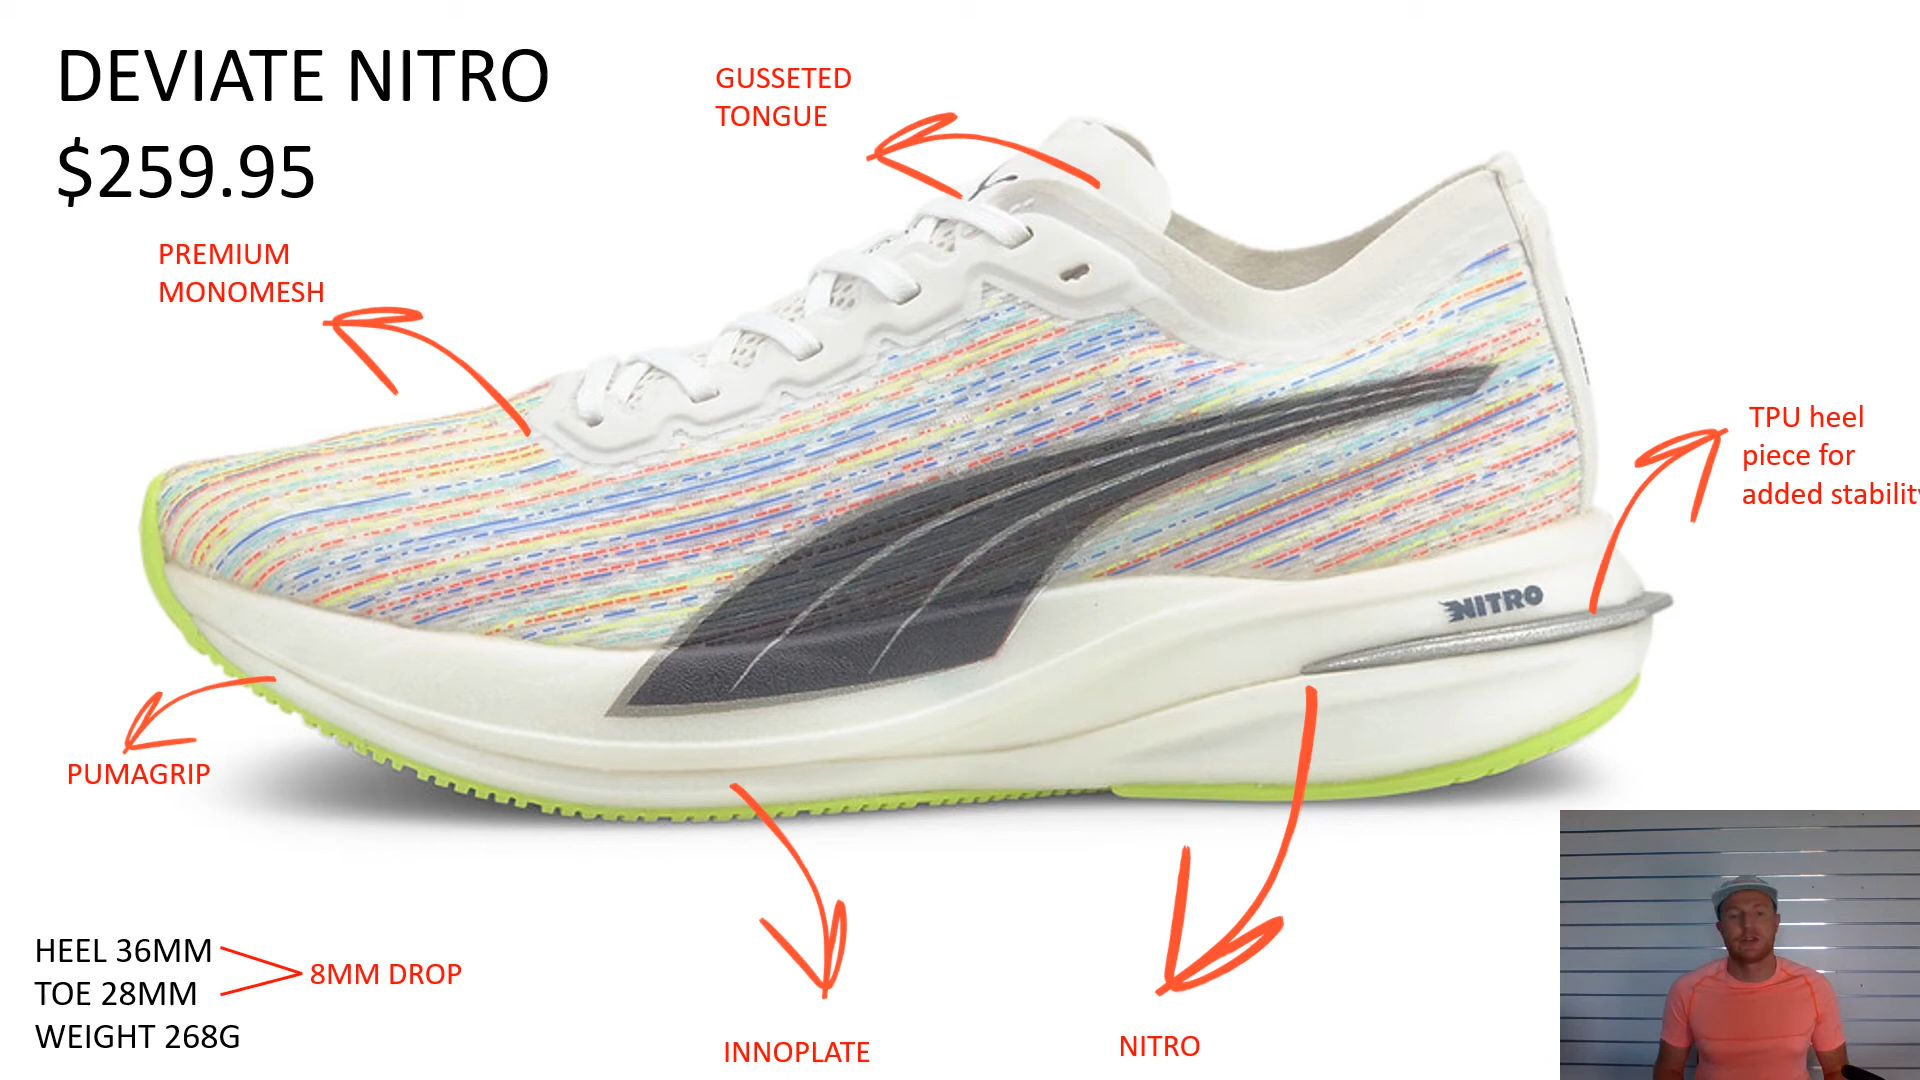 DEVIATE NITRO
$259.95
GUSSETED
TONGUE
PREMIUM
MONOMESH
TPU heel
piece for
added stability
NITRO
PUMAGRIP
HEEL 36MM
TOE 28MM
8MM DROP
WEIGHT 268G
INNOPLATE
NITRO